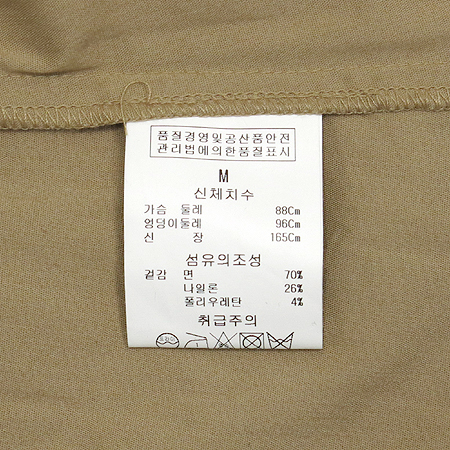 품질경영및공산품안전
관리법에의한품질표시
M
신체치수
가슴 둘레 88Cm
엉덩이둘레 96Cm
신 장 165Cm
섬유의조성
겉감 면 70%
나일론 26%
폴리우레탄 4%
취급주의